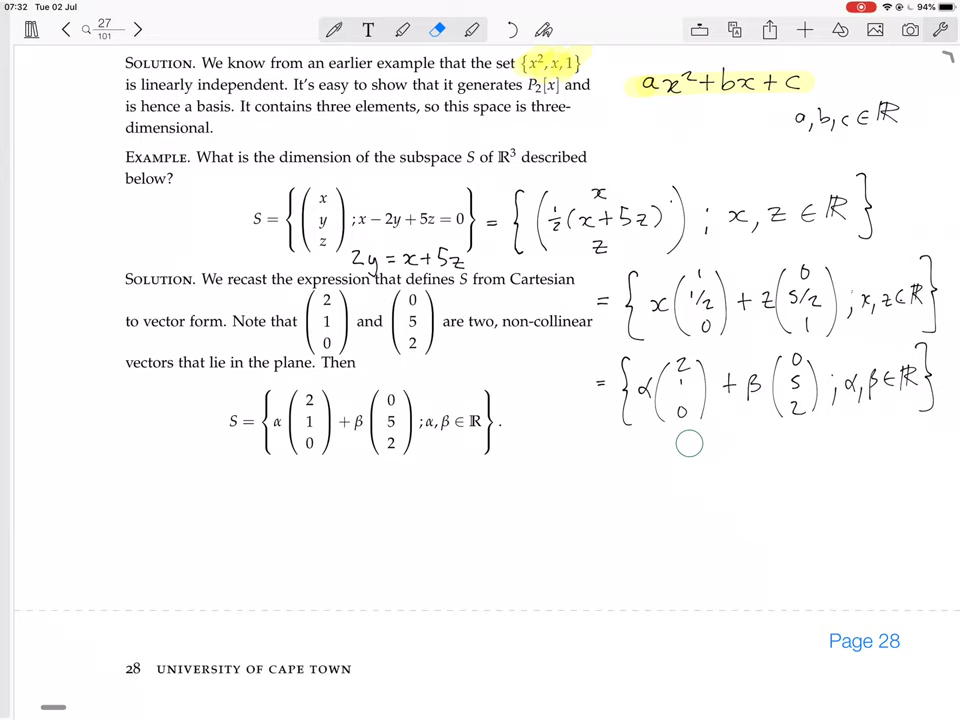 07:32 Tue 02 Jul
94%
27
101
T
SOLUTION. We know from an earlier example that the set {x², x, 1}
is linearly independent. It's easy to show that it generates P₂[x] and
is hence a basis. It contains three elements, so this space is three-
dimensional.
ax² + bx + c
a, b, c ∈ ℝ
EXAMPLE. What is the dimension of the subspace S of ℝ³ described
below?
S = { ( x y z ) ; x − 2y + 5z = 0 } = { ( x ½(x + 5z) z ) ; x, z ∈ ℝ }
2y = x + 5z
= { x ( 1 1/2 0 ) + z ( 0 5/2 1 ) ; x, z ∈ ℝ }
SOLUTION. We recast the expression that defines S from Cartesian
to vector form. Note that ( 2 1 0 ) and ( 0 5 2 ) are two, non-collinear
vectors that lie in the plane. Then
= { α ( 2 1 0 ) + β ( 0 5 2 ) ; α, β ∈ ℝ }
S = { α ( 2 1 0 ) + β ( 0 5 2 ) ; α, β ∈ ℝ } .
Page 28
28 UNIVERSITY OF CAPE TOWN